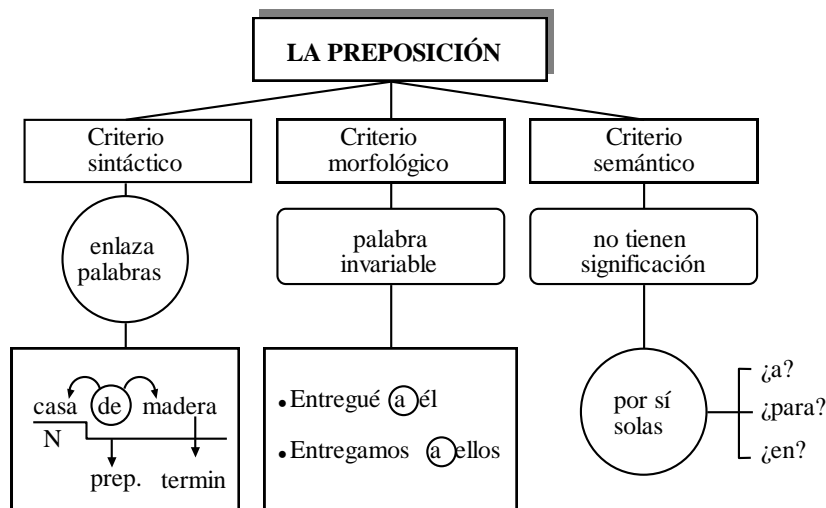 LA PREPOSICIÓN
Criterio
sintáctico
enlaza
palabras
casa de madera
N
prep. termin
Criterio
morfológico
palabra
invariable
•Entregué a él
•Entregamos a ellos
Criterio
semántico
no tienen
significación
por sí
solas
¿a?
¿para?
¿en?